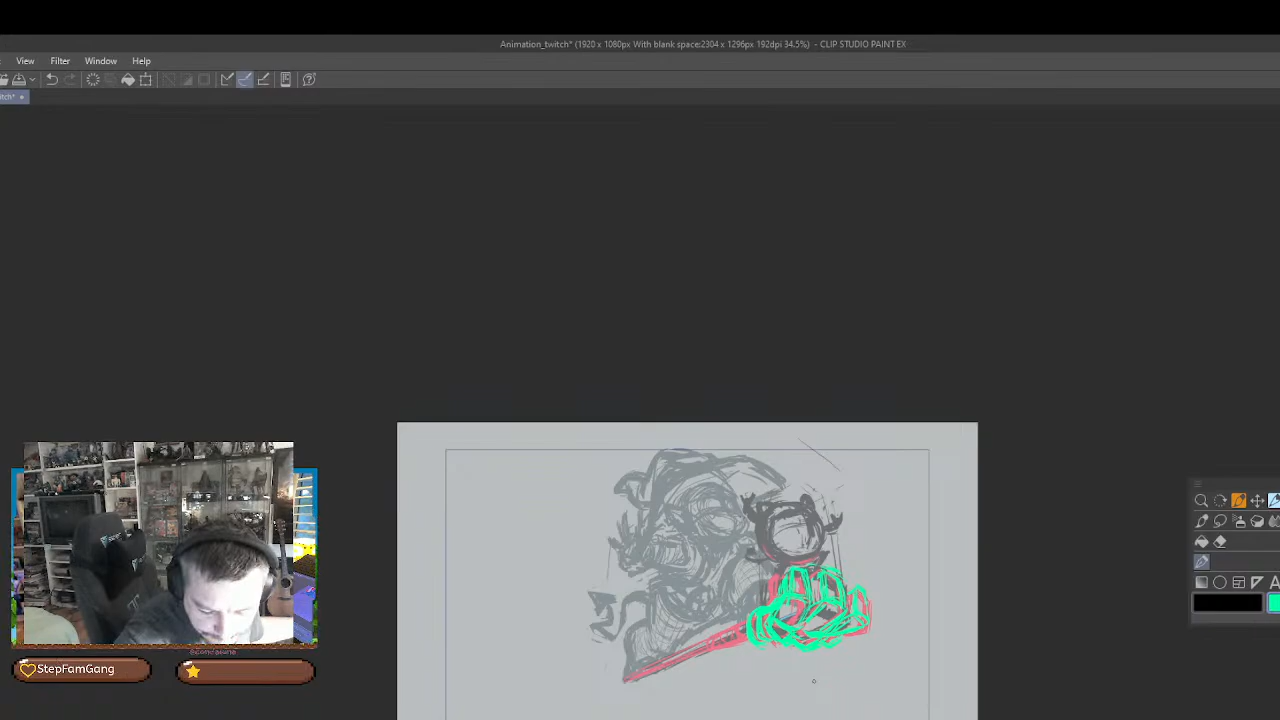 Animation_twitch* (1920 x 1080px With blank space:2304 x 1296px 192dpi 34.5%) - CLIP STUDIO PAINT EX
View Filter Window Help
itch*
StepFamGang